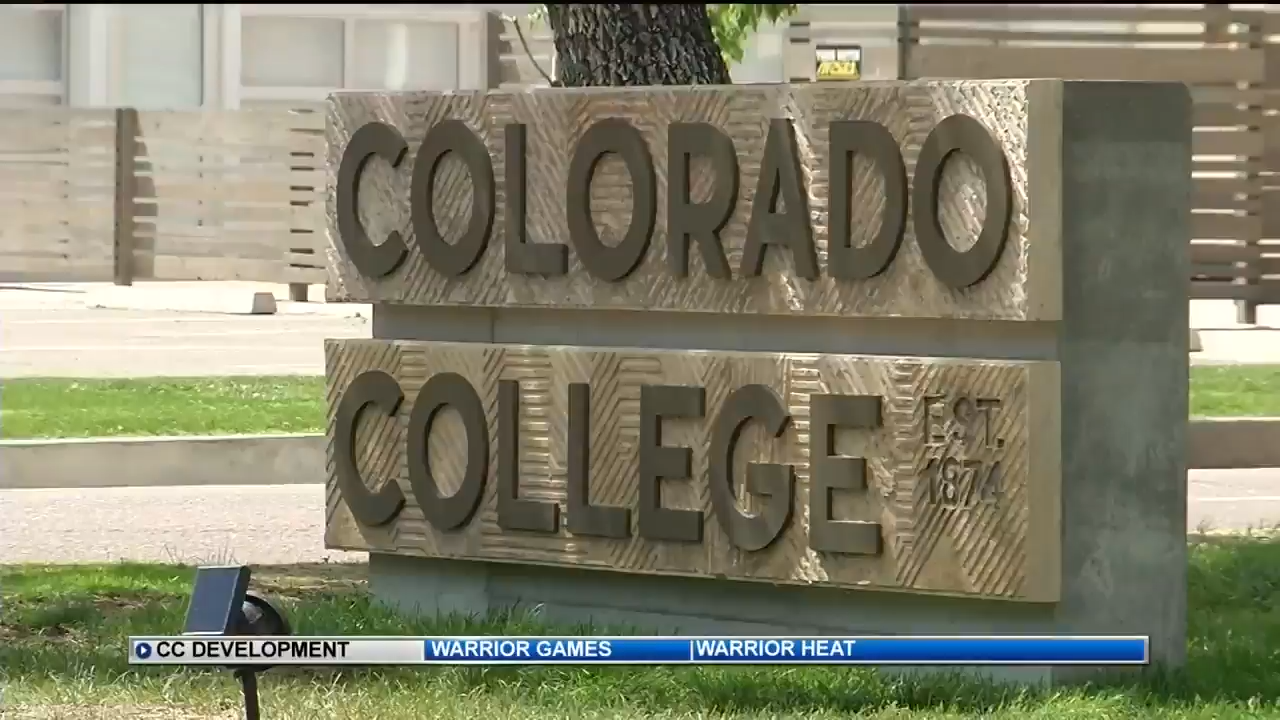 COLORADO
COLLEGE
EST.
1874
CC DEVELOPMENT WARRIOR GAMES |WARRIOR HEAT